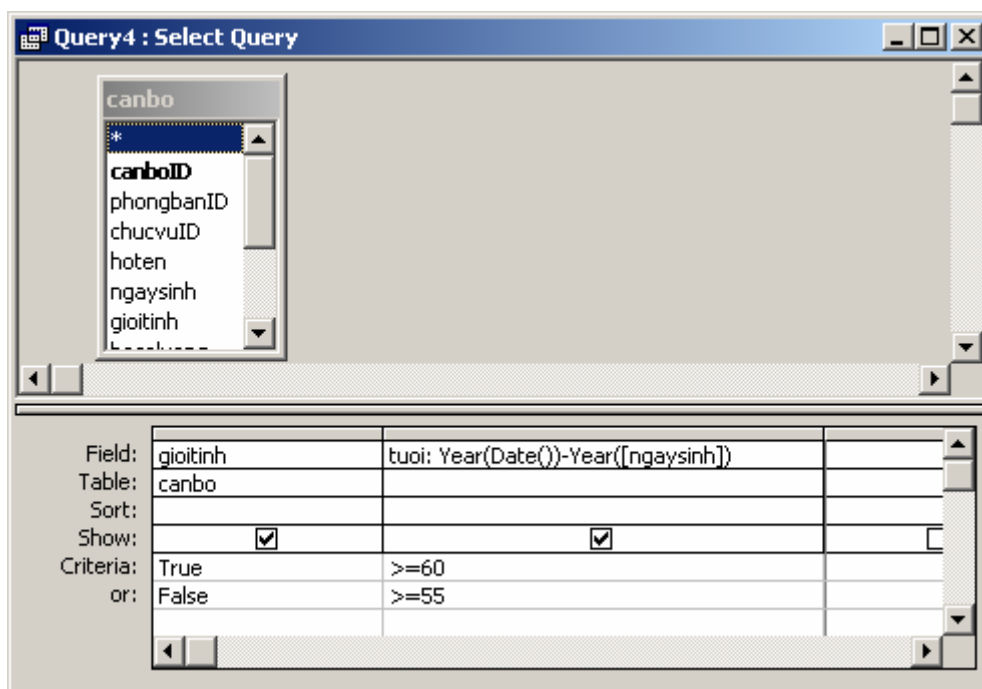 Query4 : Select Query
canbo
*
canboID
phongbanID
chucvuID
hoten
ngaysinh
gioitinh
Field: gioitinh tuoi: Year(Date())-Year([ngaysinh])
Table: canbo
Sort:
Show:
Criteria: True >=60
or: False >=55